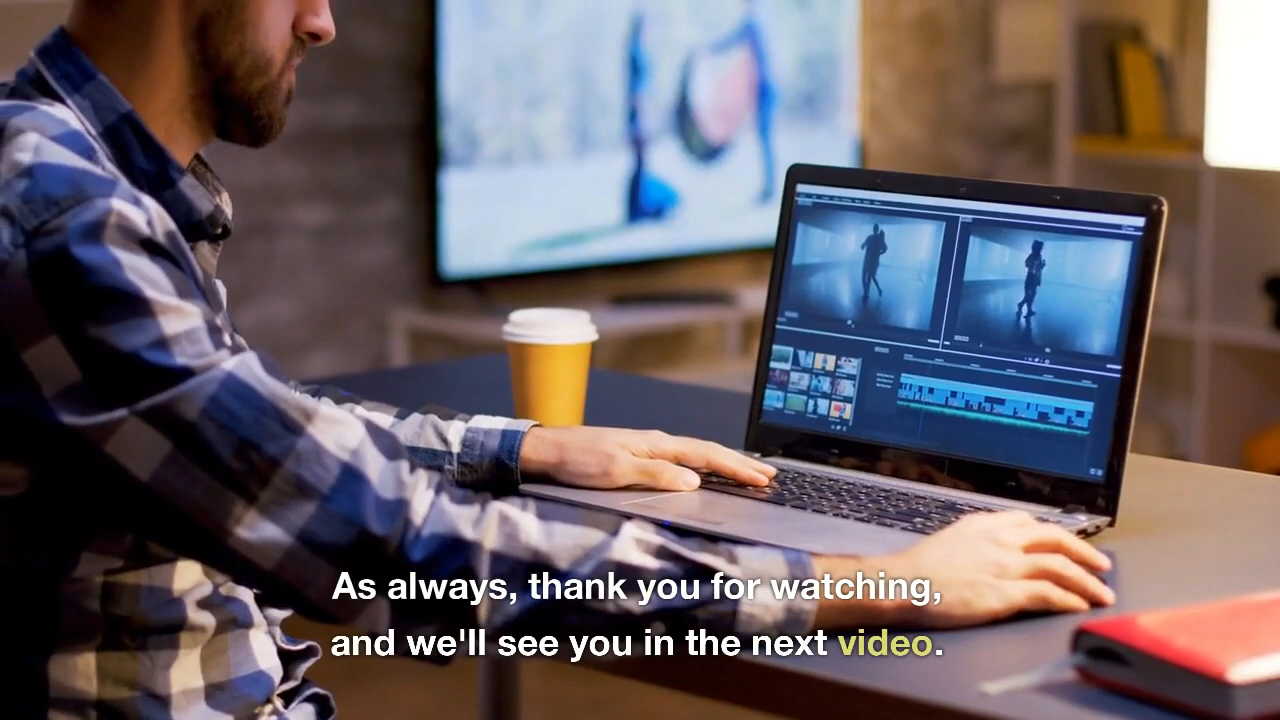 As always, thank you for watching,
and we'll see you in the next video.